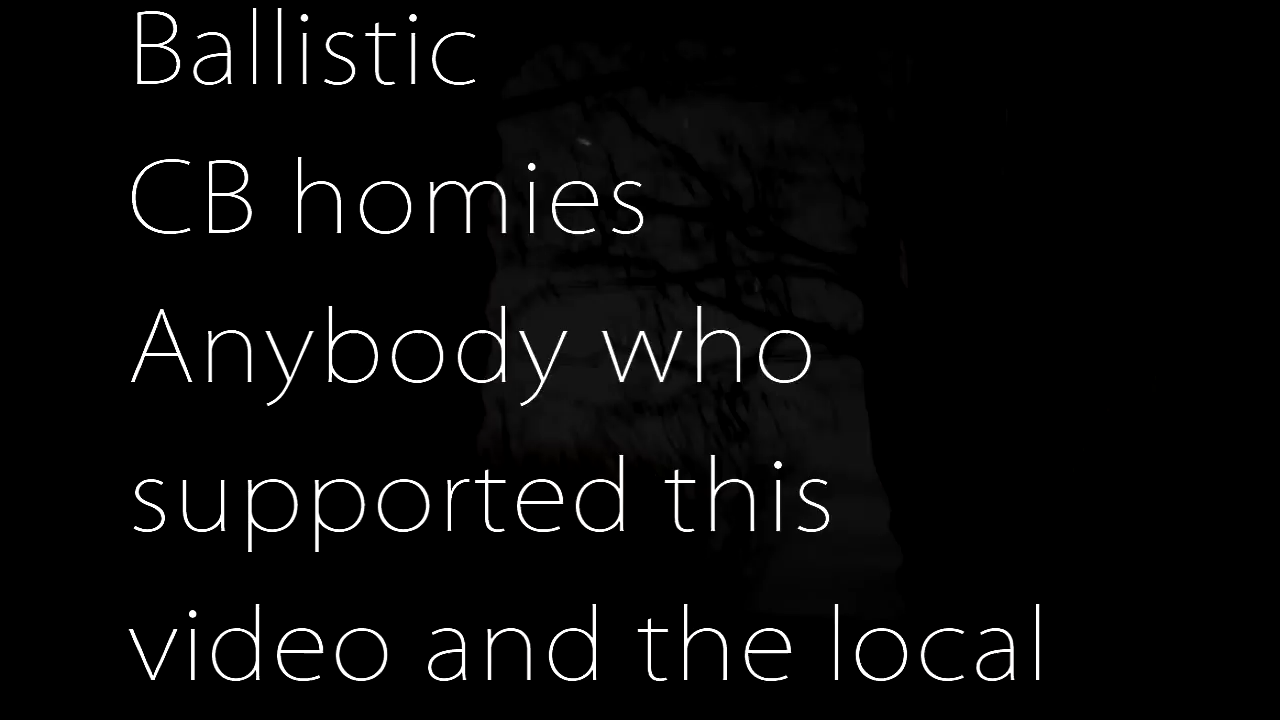 Ballistic
CB homies
Anybody who
supported this
video and the local